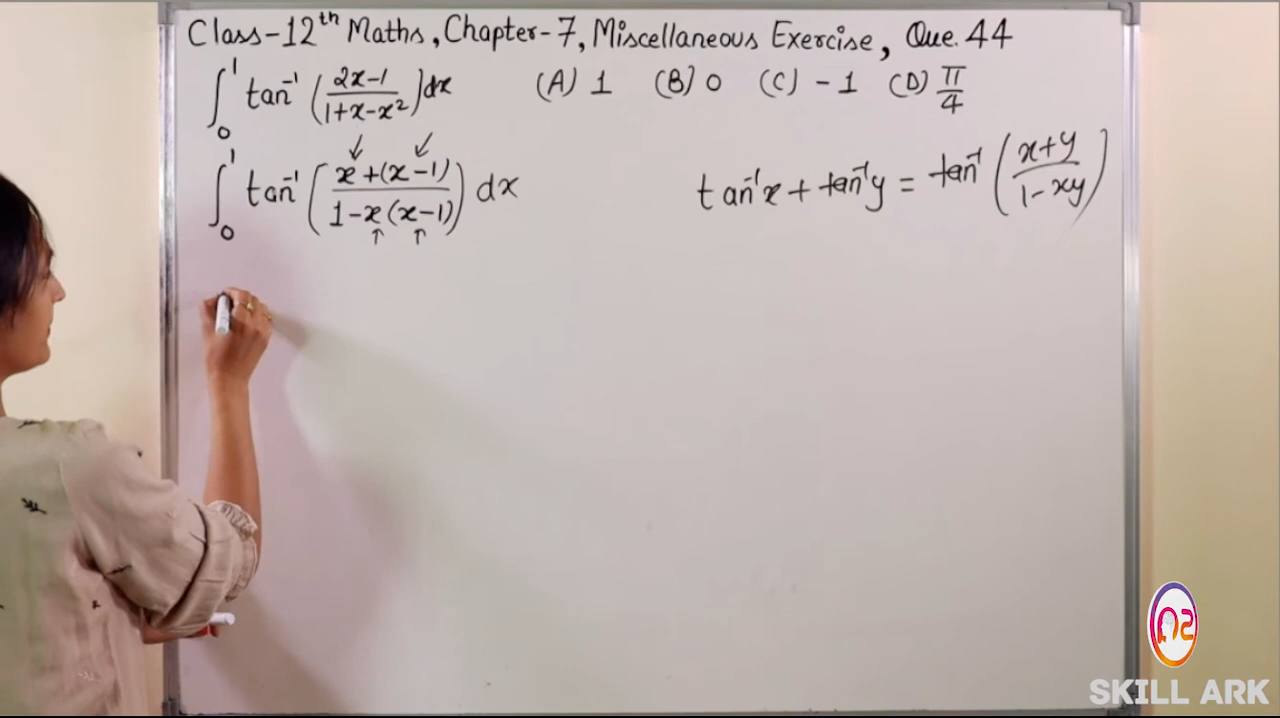 Class-12th Maths, Chapter-7, Miscellaneous Exercise, Que. 44
∫₀¹ tan⁻¹ ((2x-1)/(1+x-x²)) dx (A) 1 (B) 0 (C) -1 (D) π/4
∫₀¹ tan⁻¹ ((x+(x-1))/(1-x(x-1))) dx tan⁻¹x + tan⁻¹y = tan⁻¹ ((x+y)/(1-xy))
SKILL ARK